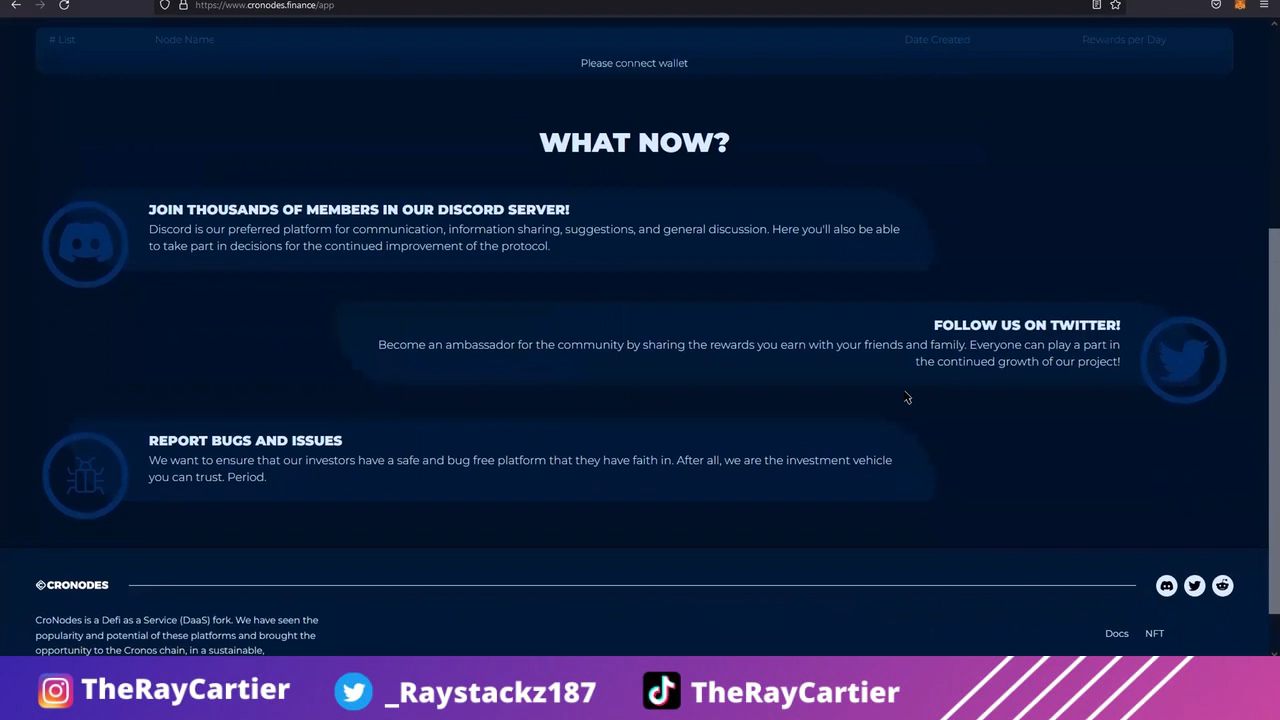 https://www.cronodes.finance/app
# List
Node Name
Date Created
Rewards per Day
Please connect wallet
WHAT NOW?
JOIN THOUSANDS OF MEMBERS IN OUR DISCORD SERVER!
Discord is our preferred platform for communication, information sharing, suggestions, and general discussion. Here you'll also be able
to take part in decisions for the continued improvement of the protocol.
FOLLOW US ON TWITTER!
Become an ambassador for the community by sharing the rewards you earn with your friends and family. Everyone can play a part in
the continued growth of our project!
REPORT BUGS AND ISSUES
We want to ensure that our investors have a safe and bug free platform that they have faith in. After all, we are the investment vehicle
you can trust. Period.
CRONODES
CroNodes is a Defi as a Service (DaaS) fork. We have seen the
popularity and potential of these platforms and brought the
opportunity to the Cronos chain, in a sustainable,
Docs
NFT
TheRayCartier
_Raystackz187
TheRayCartier